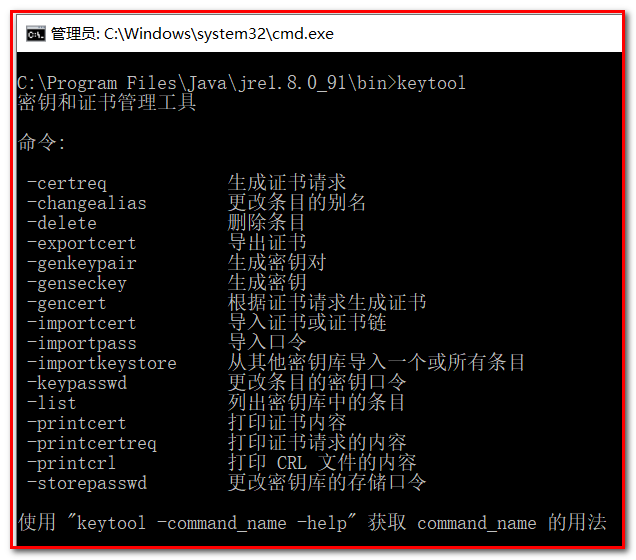 管理员: C:\Windows\system32\cmd.exe
C:\Program Files\Java\jre1.8.0_91\bin>keytool
密钥和证书管理工具
命令:
-certreq 生成证书请求
-changealias 更改条目的别名
-delete 删除条目
-exportcert 导出证书
-genkeypair 生成密钥对
-genseckey 生成密钥
-gencert 根据证书请求生成证书
-importcert 导入证书或证书链
-importpass 导入口令
-importkeystore 从其他密钥库导入一个或所有条目
-keypasswd 更改条目的密钥口令
-list 列出密钥库中的条目
-printcert 打印证书内容
-printcertreq 打印证书请求的内容
-printcrl 打印 CRL 文件的内容
-storepasswd 更改密钥库的存储口令
使用 "keytool -command_name -help" 获取 command_name 的用法